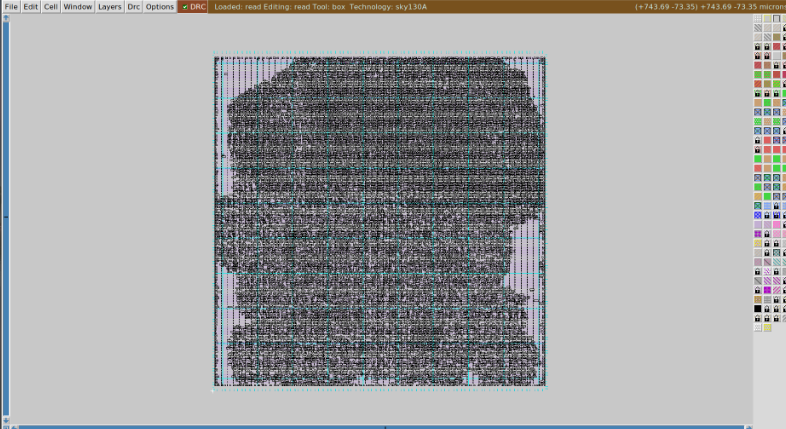 File Edit Cell Window Layers Drc Options DRC Loaded: read Editing: read Tool: box Technology: sky130A (+743.69 -73.35) +743.69 -73.35 microns